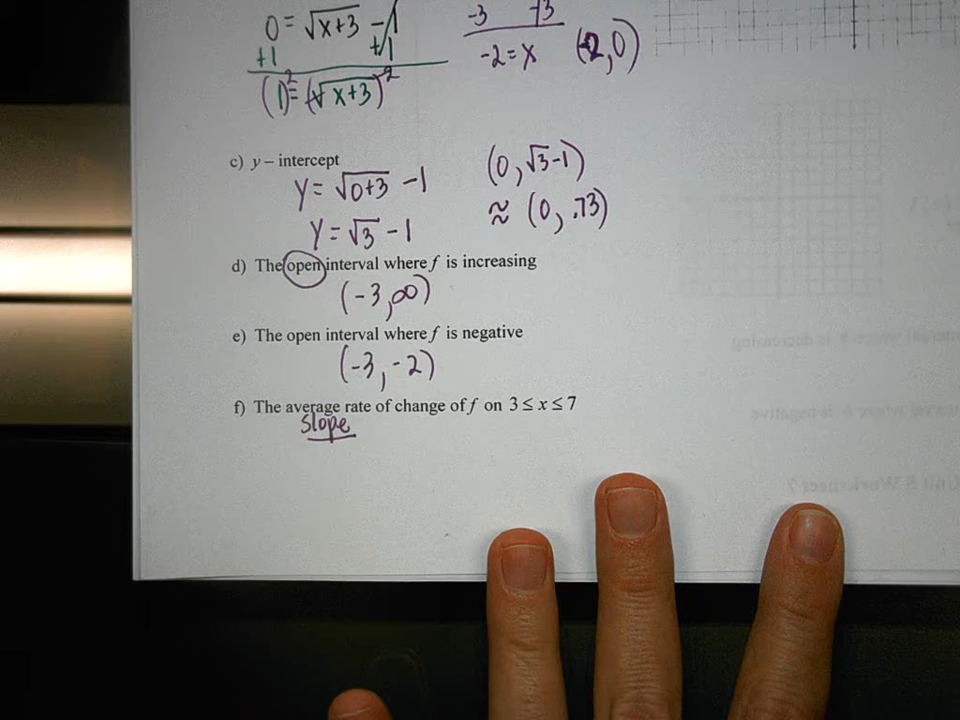 0 = √x+3 - 1
+1 +1
(1)² = (√x+3)²
-3 +3
-2 = x (-2,0)
c) y – intercept
y = √0+3 - 1 (0, √3-1)
y = √3 - 1 ≈ (0, .73)
d) The open interval where f is increasing
(-3, ∞)
e) The open interval where f is negative
(-3, -2)
f) The average rate of change of f on 3 ≤ x ≤ 7
slope